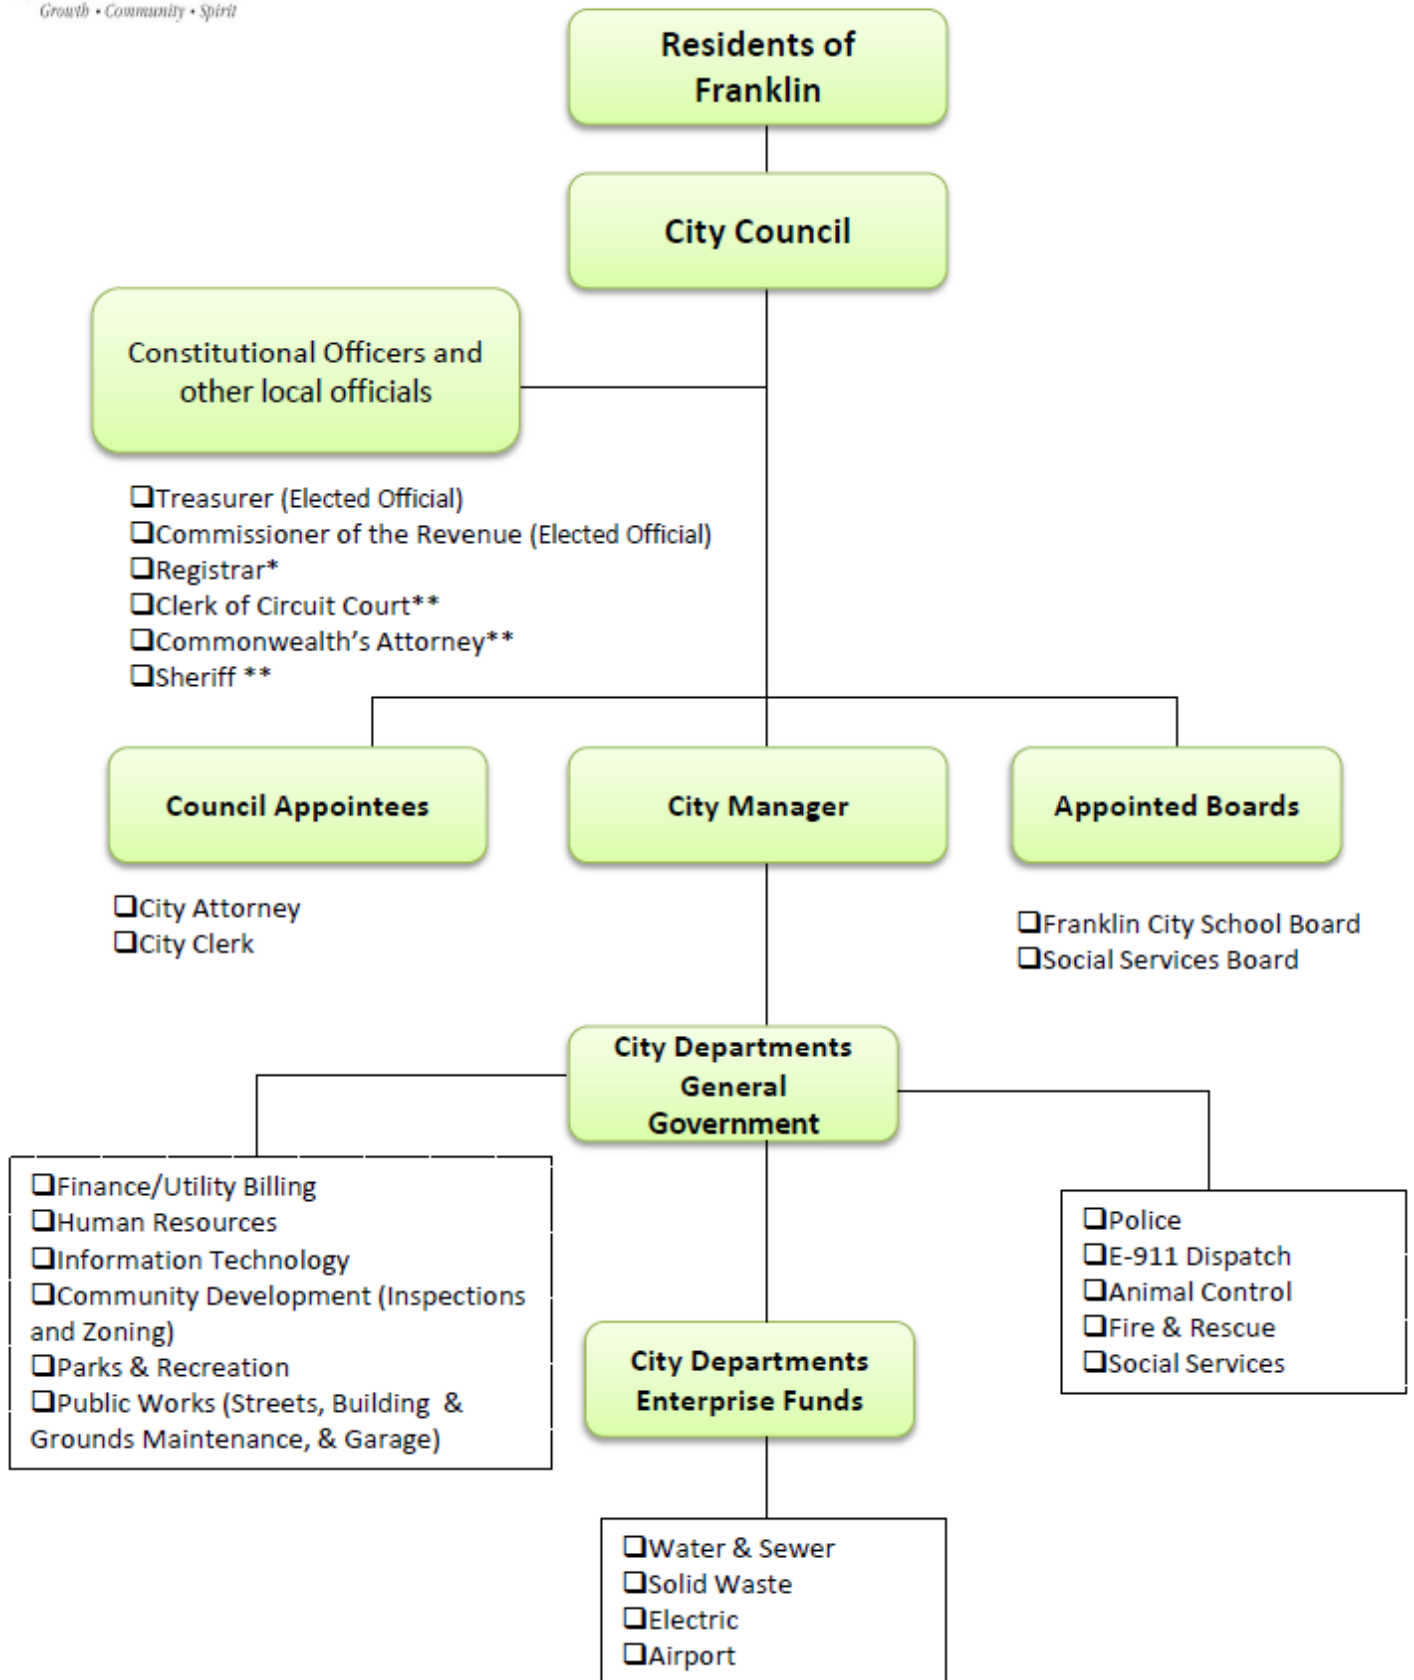 Growth • Community • Spirit
Residents of
Franklin
City Council
Constitutional Officers and
other local officials
❑Treasurer (Elected Official)
❑Commissioner of the Revenue (Elected Official)
❑Registrar*
❑Clerk of Circuit Court**
❑Commonwealth’s Attorney**
❑Sheriff **
Council Appointees
❑City Attorney
❑City Clerk
City Manager
Appointed Boards
❑Franklin City School Board
❑Social Services Board
City Departments
General
Government
❑Finance/Utility Billing
❑Human Resources
❑Information Technology
❑Community Development (Inspections
and Zoning)
❑Parks & Recreation
❑Public Works (Streets, Building & 
Grounds Maintenance, & Garage)
❑Police
❑E-911 Dispatch
❑Animal Control
❑Fire & Rescue
❑Social Services
City Departments
Enterprise Funds
❑Water & Sewer
❑Solid Waste
❑Electric
❑Airport